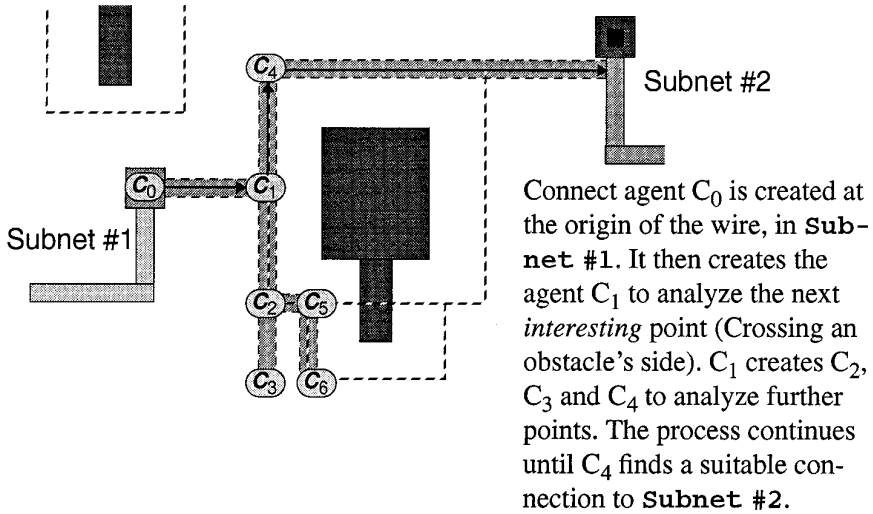 C4
Subnet #2
C0
C1
Subnet #1
C2
C5
C3
C6
Connect agent C0 is created at
the origin of the wire, in Sub-
net #1. It then creates the
agent C1 to analyze the next
interesting point (Crossing an
obstacle's side). C1 creates C2,
C3 and C4 to analyze further
points. The process continues
until C4 finds a suitable con-
nection to Subnet #2.